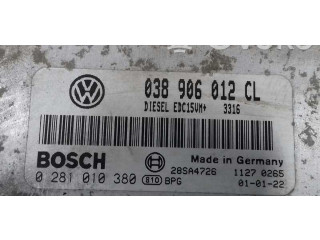 038 906 012 CL
DIESEL EDC15VM+ 3316
BOSCH
Made in Germany
28SA4726 1127 0265
0 281 010 380 E10 BPG 01-01-22